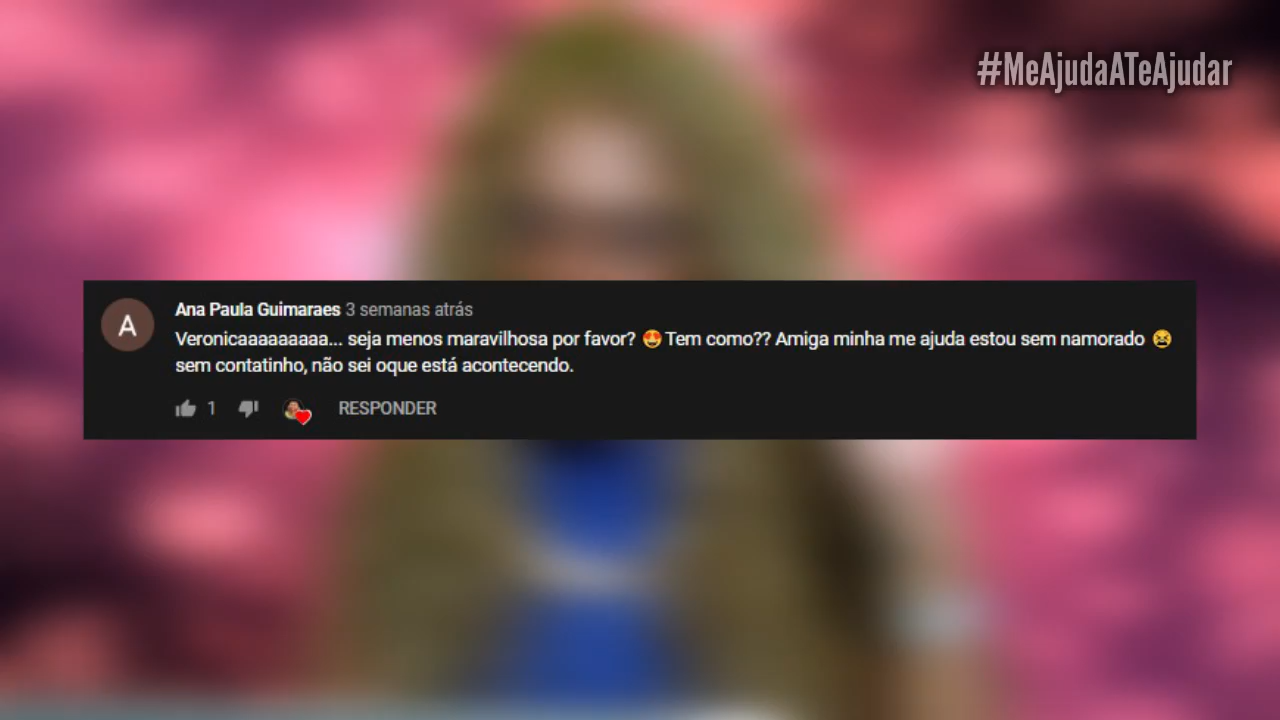 #MeAjudaATeAjudar
A
Ana Paula Guimaraes 3 semanas atrás
Veronicaaaaaaaaa... seja menos maravilhosa por favor? 😍 Tem como?? Amiga minha me ajuda estou sem namorado 😫
sem contatinho, não sei oque está acontecendo.
1 RESPONDER